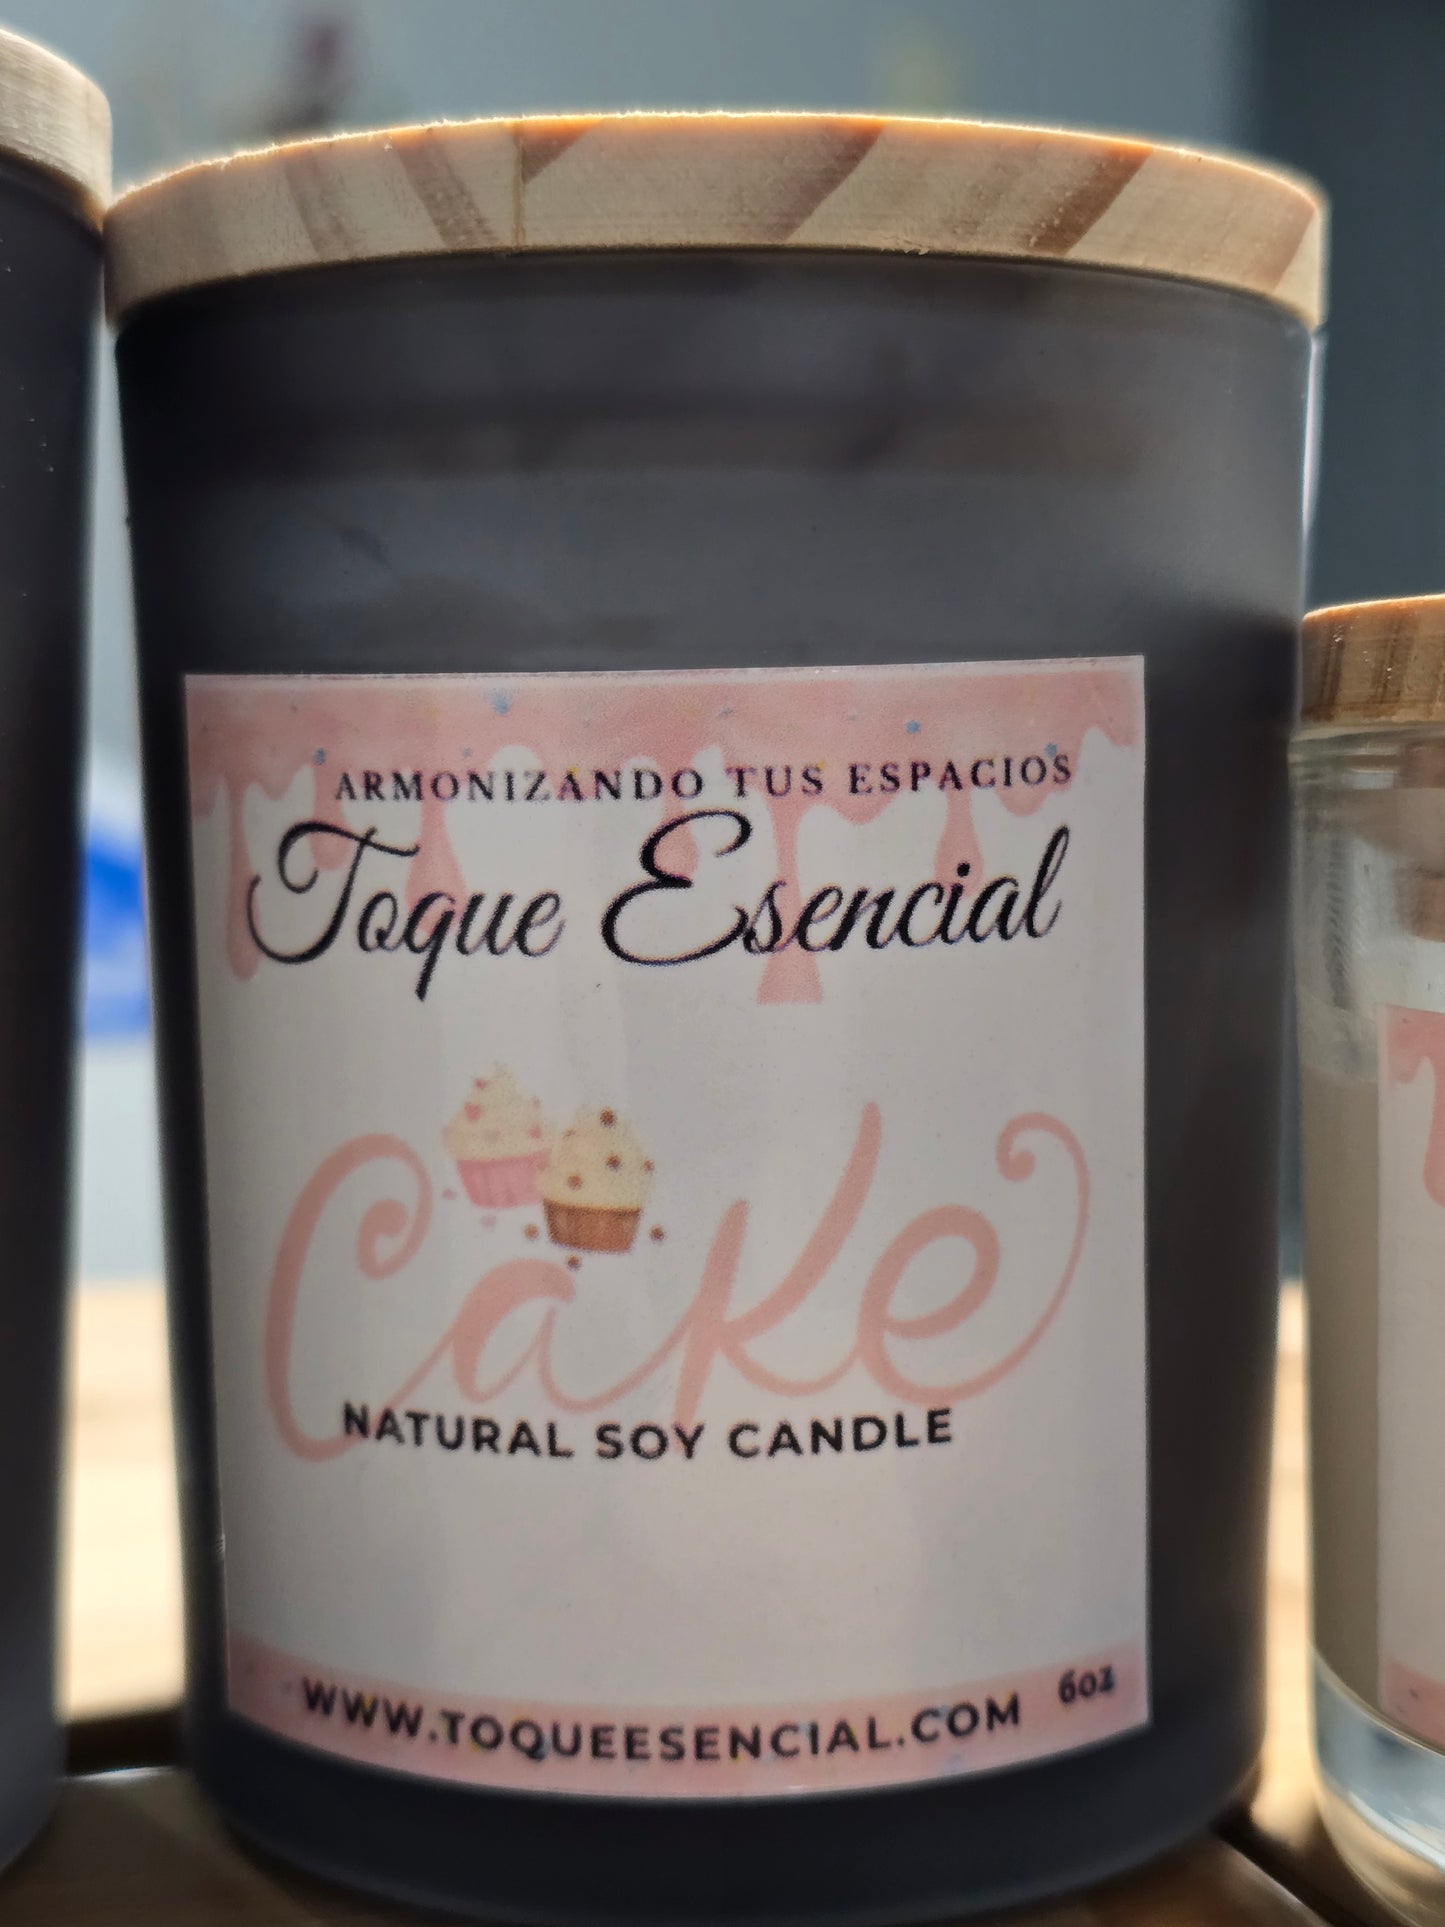 ARMONIZANDO TUS ESPACIOS
Toque Esencial
Cake
NATURAL SOY CANDLE
WWW.TOQUEESENCIAL.COM 6oz